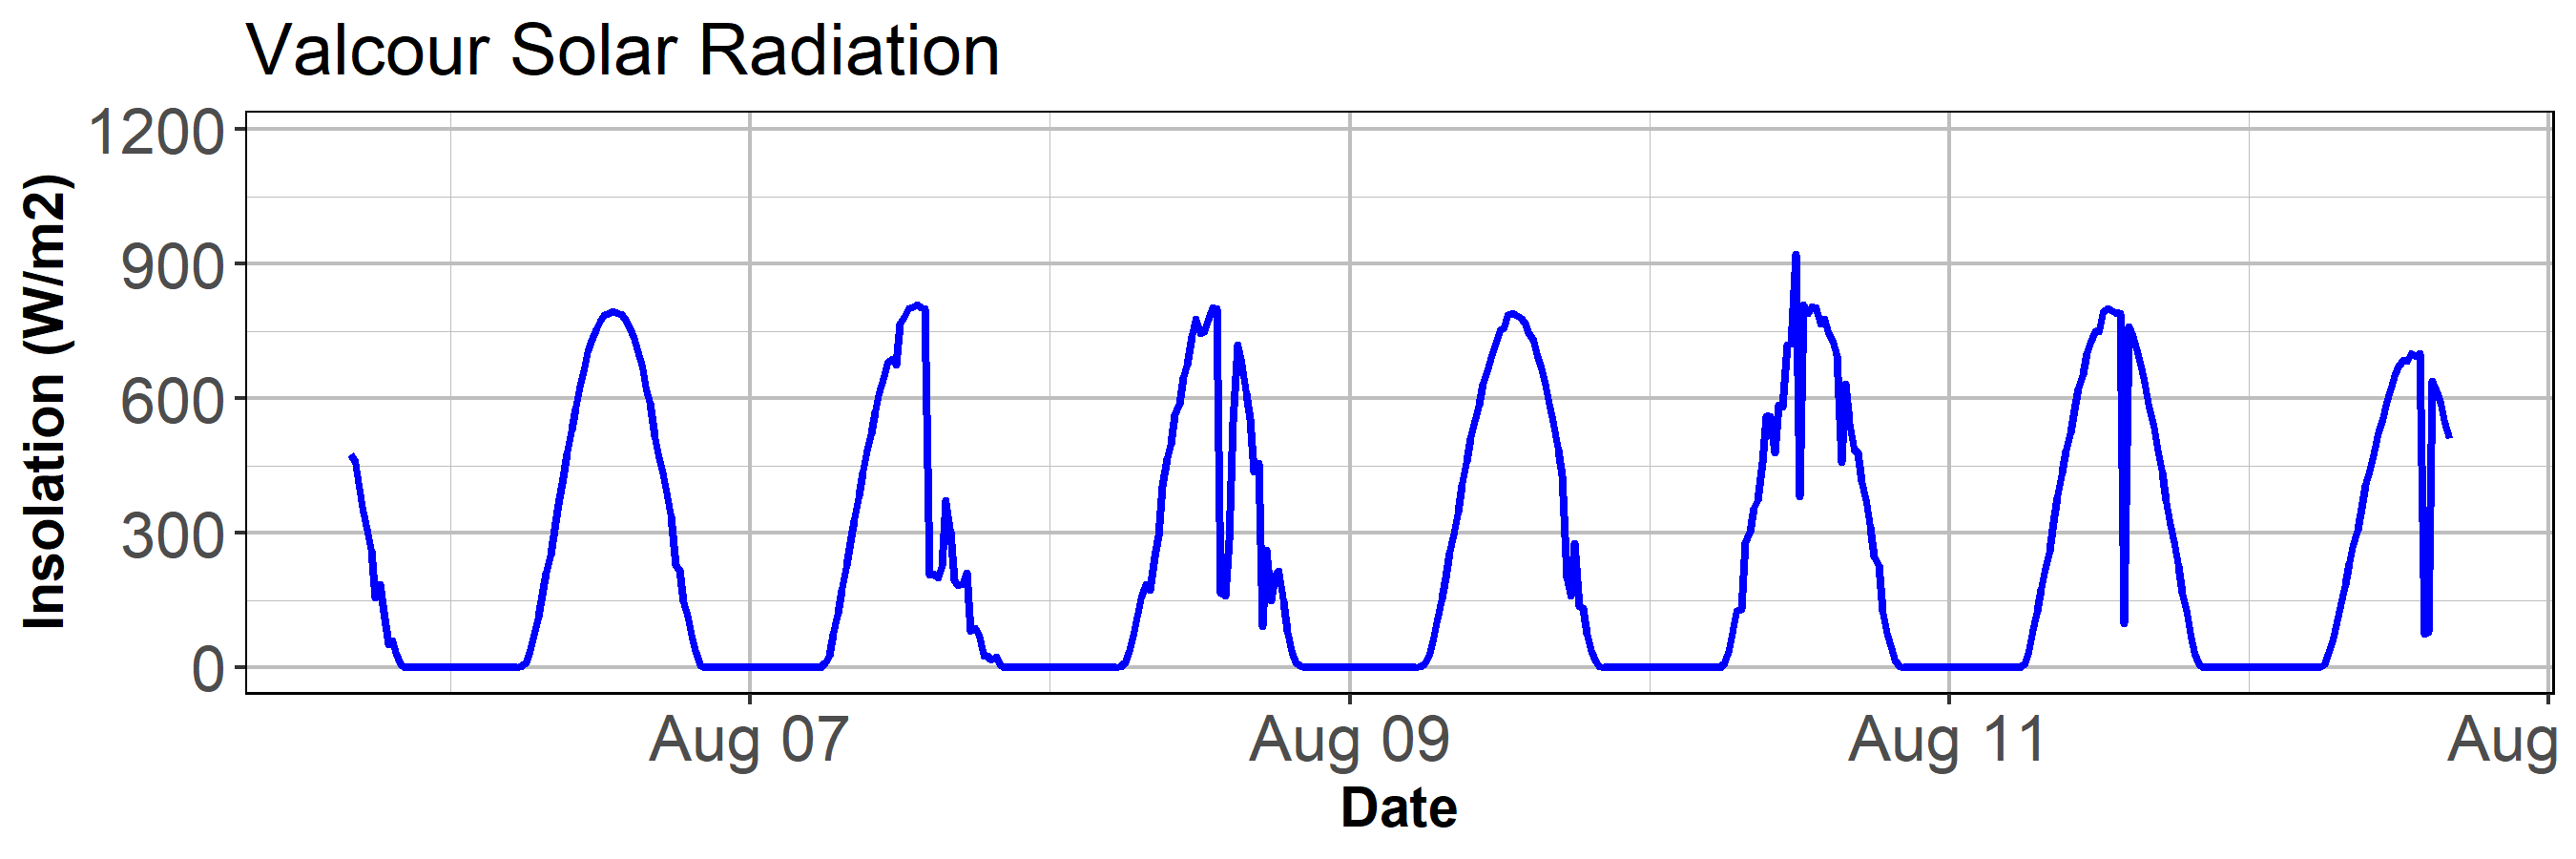 Valcour Solar Radiation
1200
900
600
300
0
Insolation (W/m2)
Aug 07
Aug 09
Aug 11
Aug
Date